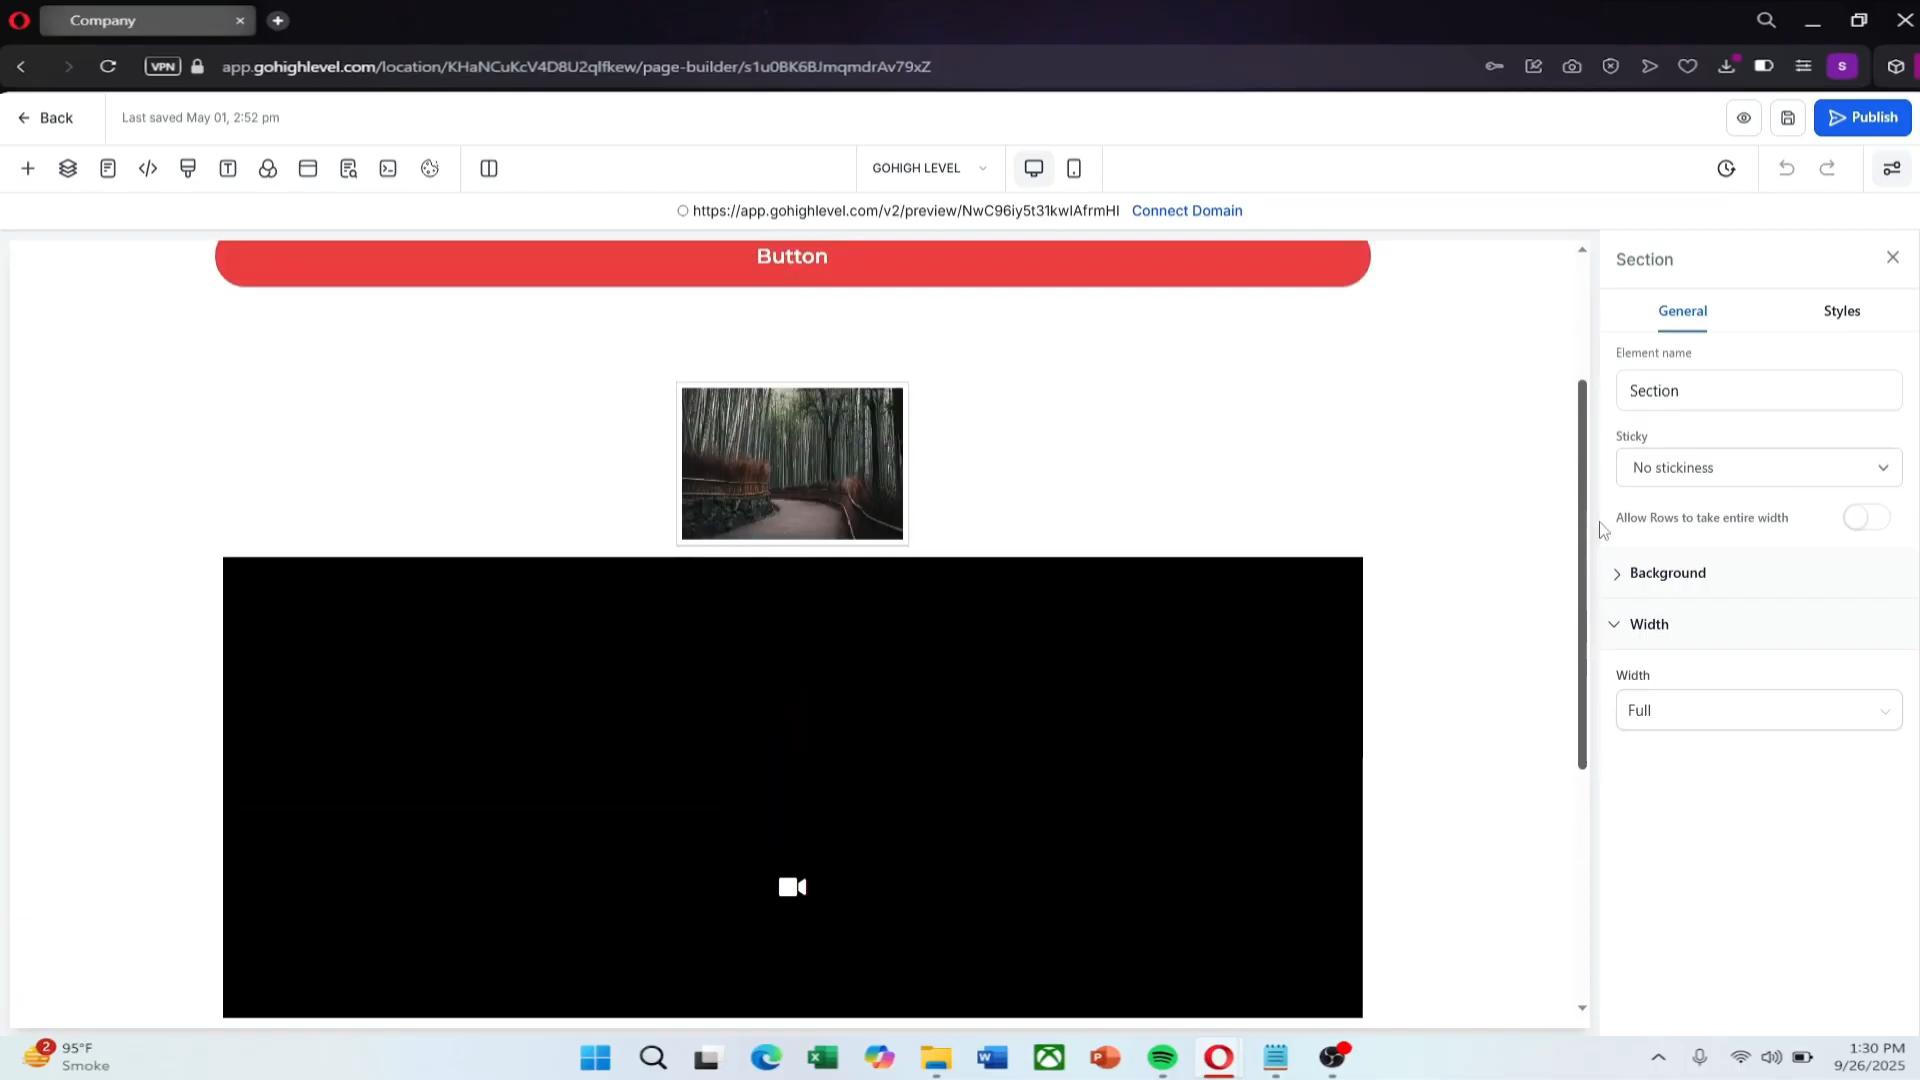 Company
VPN
app.gohighlevel.com/location/KHaNCuKcV4D8U2qlfkew/page-builder/s1u0BK6BJmqmdrAv79xZ
S
Back
Last saved May 01, 2:52 pm
Publish
GOHIGH LEVEL
https://app.gohighlevel.com/v2/preview/NwC96iy5t31kwIAfrmHI Connect Domain
Button
Section
General
Styles
Element name
Section
Sticky
No stickiness
Allow Rows to take entire width
Background
Width
Width
Full
2
95°F
Smoke
1:30 PM
9/26/2025